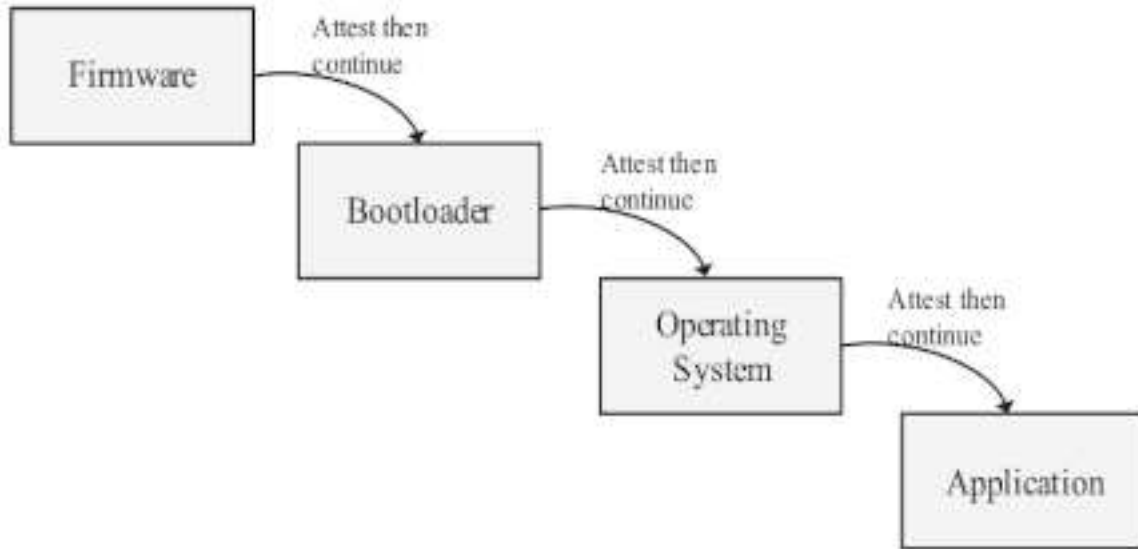 Firmware
Attest then
continue
Bootloader
Attest then
continue
Operating
System
Attest then
continue
Application